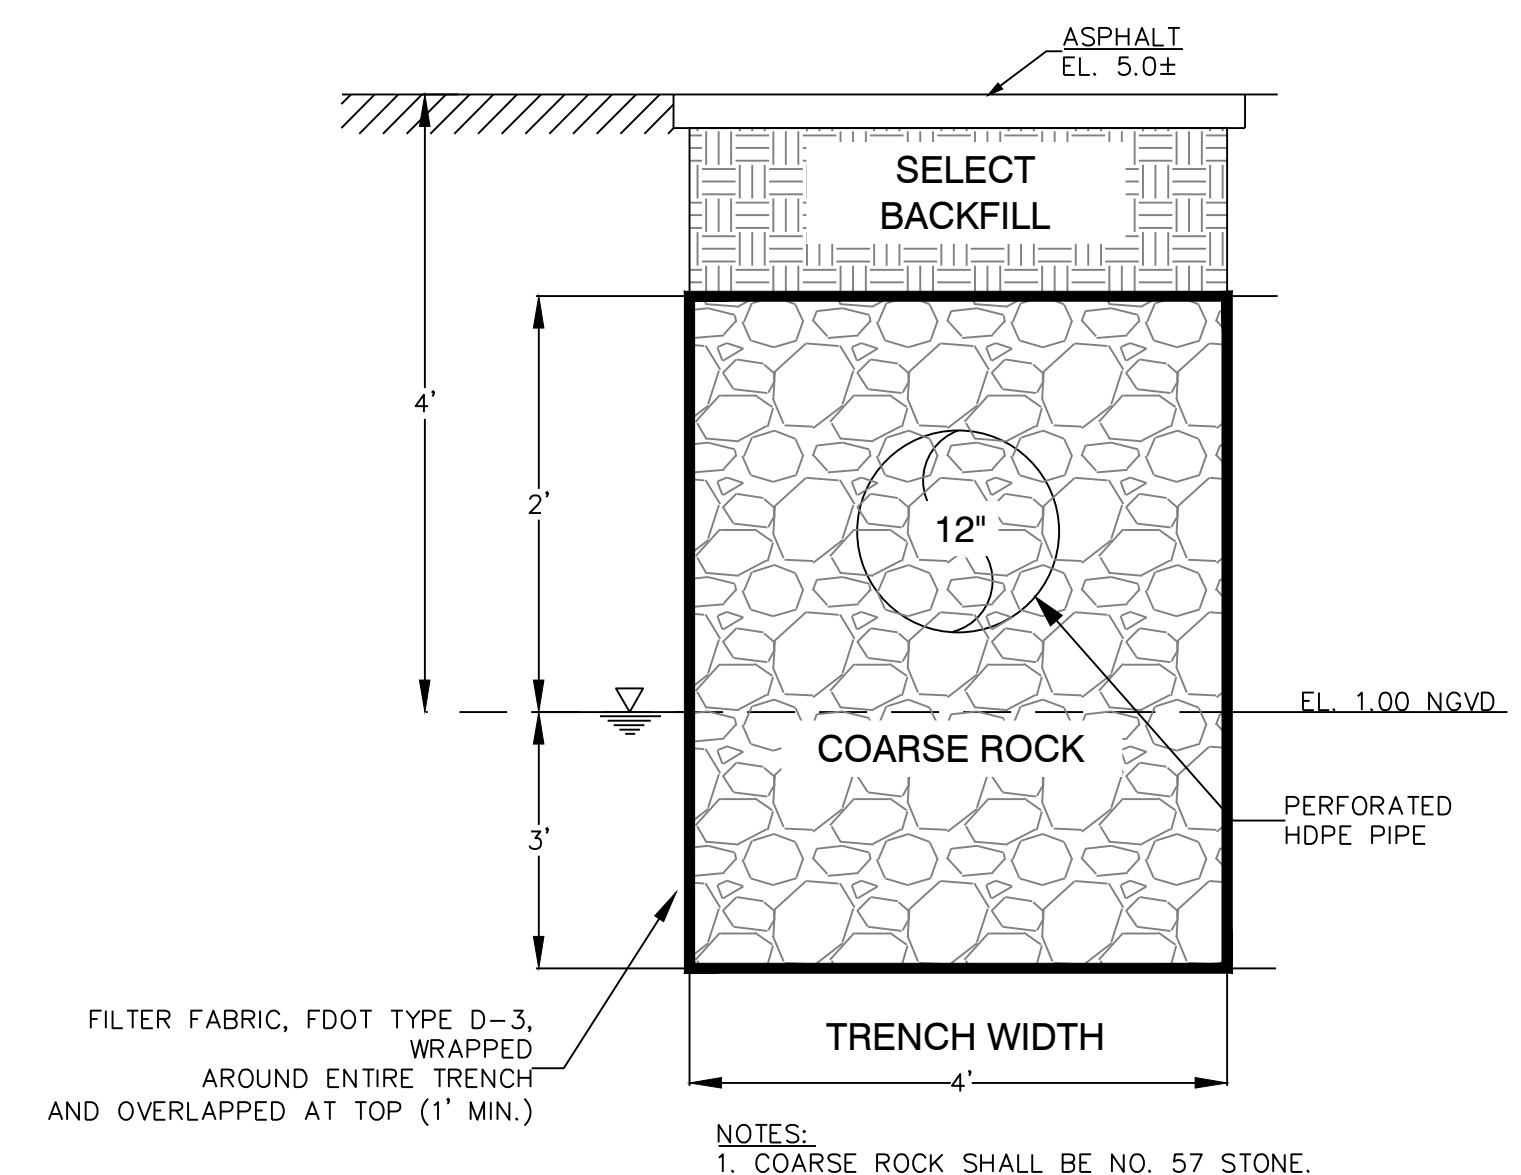 ASPHALT
EL. 5.0±
SELECT
BACKFILL
4'
2'
12"
EL. 1.00 NGVD
COARSE ROCK
PERFORATED
HDPE PIPE
3'
FILTER FABRIC, FDOT TYPE D-3,
WRAPPED
AROUND ENTIRE TRENCH
AND OVERLAPPED AT TOP (1' MIN.)
TRENCH WIDTH
4'
NOTES:
1. COARSE ROCK SHALL BE NO. 57 STONE.